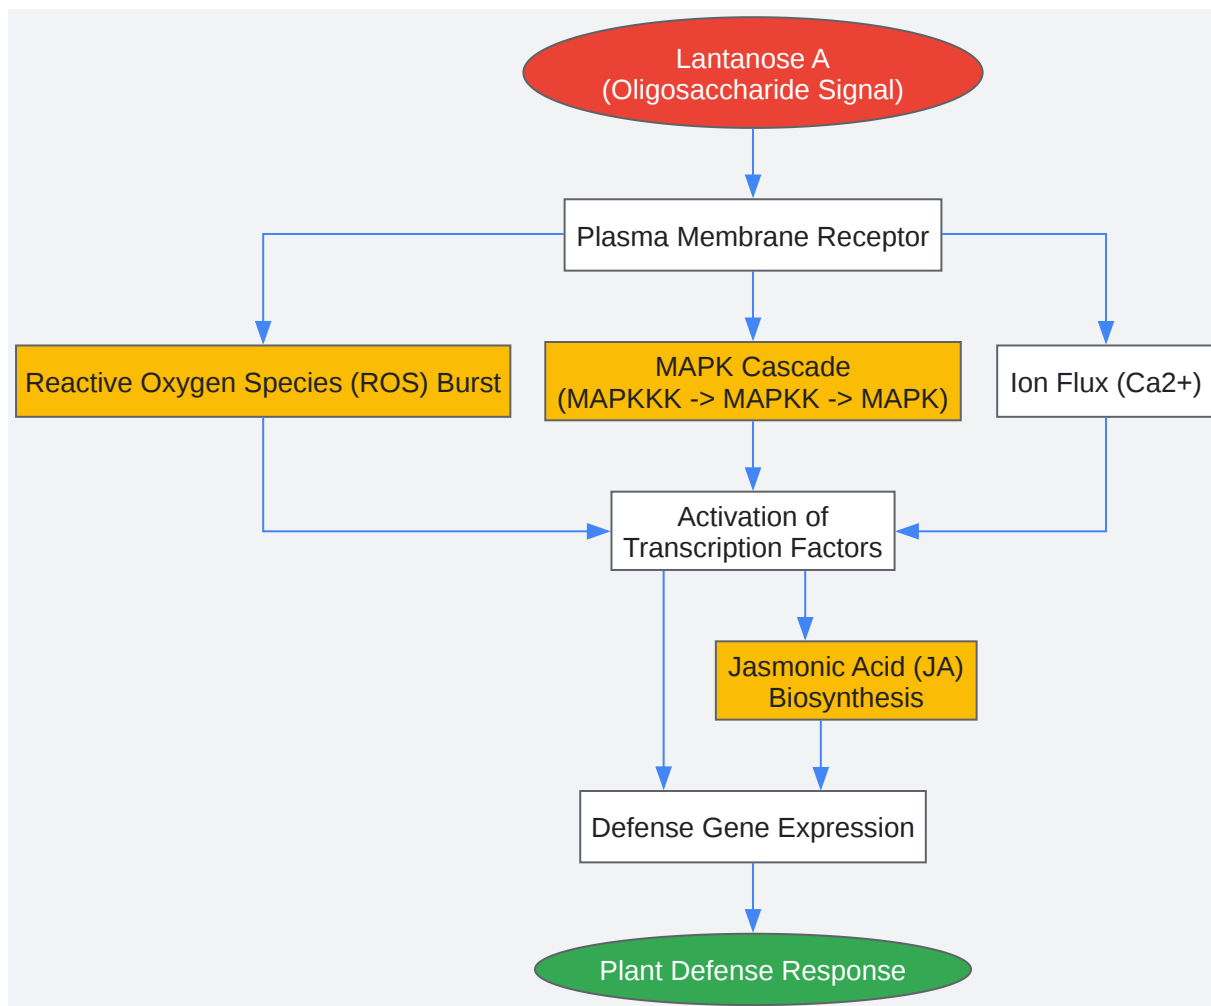 Lantanose A
(Oligosaccharide Signal)
Plasma Membrane Receptor
Reactive Oxygen Species (ROS) Burst
MAPK Cascade
(MAPKKK -> MAPKK -> MAPK)
Ion Flux (Ca2+)
Activation of
Transcription Factors
Jasmonic Acid (JA)
Biosynthesis
Defense Gene Expression
Plant Defense Response